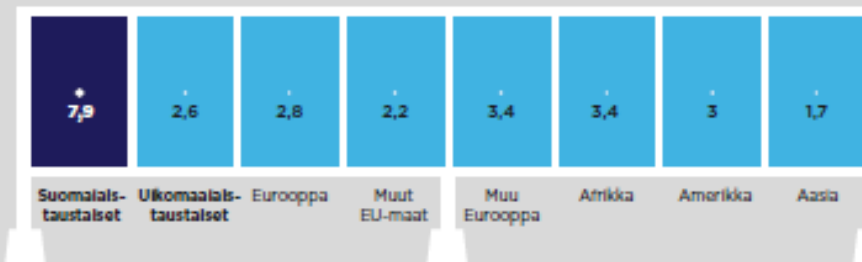 7,9 2,6 2,8 2,2 3,4 3,4 3 1,7
Suomalais- Ulkomaalais- Eurooppa Muut Muu Afrikka Amerikka Aasia
taustaiset taustaiset EU-maat Eurooppa